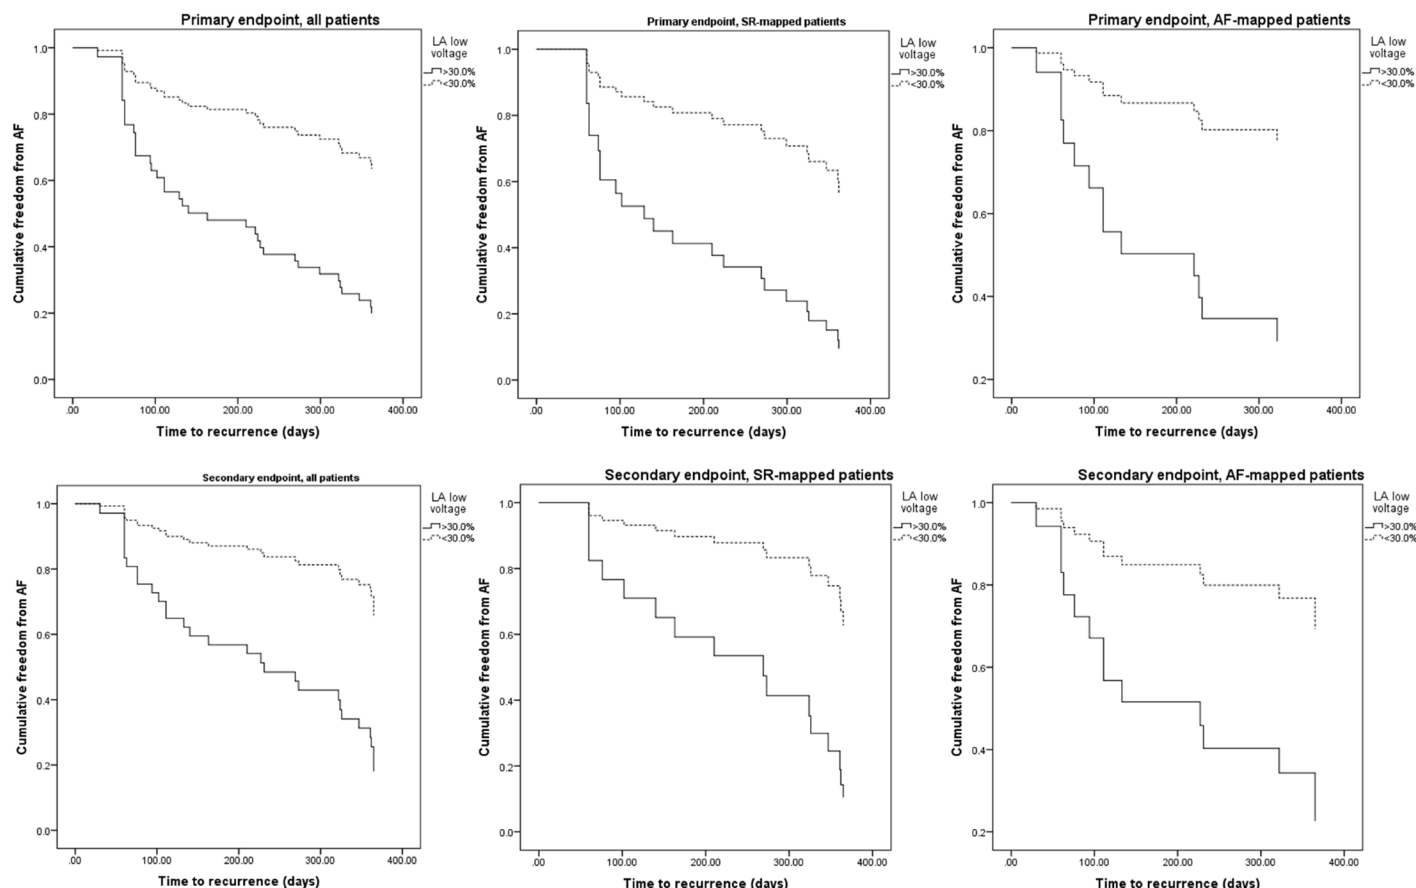 Primary endpoint, all patients
LA low
voltage
>30.0%
<30.0%
Cumulative freedom from AF
1.0
0.8
0.6
0.4
0.2
0.0
.00 100.00 200.00 300.00 400.00
Time to recurrence (days)
Primary endpoint, SR-mapped patients
LA low
voltage
>30.0%
<30.0%
Cumulative freedom from AF
1.0
0.8
0.6
0.4
0.2
0.0
.00 100.00 200.00 300.00 400.00
Time to recurrence (days)
Primary endpoint, AF-mapped patients
LA low
voltage
>30.0%
<30.0%
Cumulative freedom from AF
1.0
0.8
0.6
0.4
0.2
.00 100.00 200.00 300.00 400.00
Time to recurrence (days)
Secondary endpoint, all patients
LA low
voltage
>30.0%
<30.0%
Cumulative freedom from AF
1.0
0.8
0.6
0.4
0.2
0.0
.00 100.00 200.00 300.00 400.00
Time to recurrence (days)
Secondary endpoint, SR-mapped patients
LA low
voltage
>30.0%
<30.0%
Cumulative freedom from AF
1.0
0.8
0.6
0.4
0.2
0.0
.00 100.00 200.00 300.00 400.00
Time to recurrence (days)
Secondary endpoint, AF-mapped patients
LA low
voltage
>30.0%
<30.0%
Cumulative freedom from AF
1.0
0.8
0.6
0.4
0.2
.00 100.00 200.00 300.00 400.00
Time to recurrence (days)